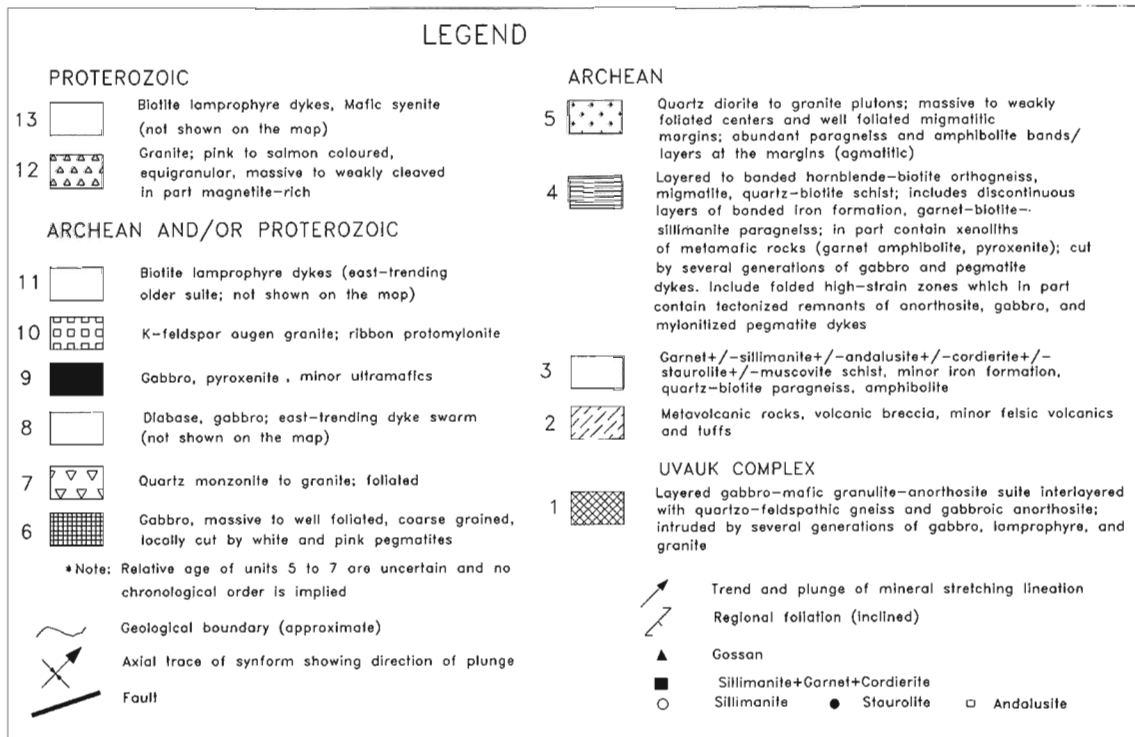 LEGEND
PROTEROZOIC
13
Biotite lamprophyre dykes, Mafic syenite
(not shown on the map)
12
Granite; pink to salmon coloured,
equigranular, massive to weakly cleaved
in part magnetite-rich
ARCHEAN AND/OR PROTEROZOIC
11
Biotite lamprophyre dykes (east-trending
older suite; not shown on the map)
10
K-feldspar augen granite; ribbon protomylonite
9
Gabbro, pyroxenite , minor ultramafics
8
Diabase, gabbro; east-trending dyke swarm
(not shown on the map)
7
Quartz monzonite to granite; foliated
6
Gabbro, massive to well foliated, coarse grained,
locally cut by white and pink pegmatites
*Note: Relative age of units 5 to 7 are uncertain and no
chronological order is implied
Geological boundary (approximate)
Axial trace of synform showing direction of plunge
Fault
ARCHEAN
5
Quartz diorite to granite plutons; massive to weakly
foliated centers and well foliated migmatitic
margins; abundant paragneiss and amphibolite bands/
layers at the margins (agmatitic)
4
Layered to banded hornblende-biotite orthogneiss,
migmatite, quartz-biotite schist; includes discontinuous
layers of banded iron formation, garnet-biotite-
sillimanite paragneiss; in part contain xenoliths
of metamafic rocks (garnet amphibolite, pyroxenite); cut
by several generations of gabbro and pegmatite
dykes. Include folded high-strain zones which in part
contain tectonized remnants of anorthosite, gabbro, and
mylonitized pegmatite dykes
3
Garnet+/-sillimanite+/-andalusite+/-cordierite+/-
staurolite+/-muscovite schist, minor iron formation,
quartz-biotite paragneiss, amphibolite
2
Metavolcanic rocks, volcanic breccia, minor felsic volcanics
and tuffs
UVAUK COMPLEX
1
Layered gabbro-mafic granulite-anorthosite suite interlayered
with quartzo-feldspathic gneiss and gabbroic anorthosite;
intruded by several generations of gabbro, lamprophyre, and
granite
Trend and plunge of mineral stretching lineation
Regional foliation (inclined)
Gossan
Sillimanite+Garnet+Cordierite
Sillimanite
Staurolite
Andalusite